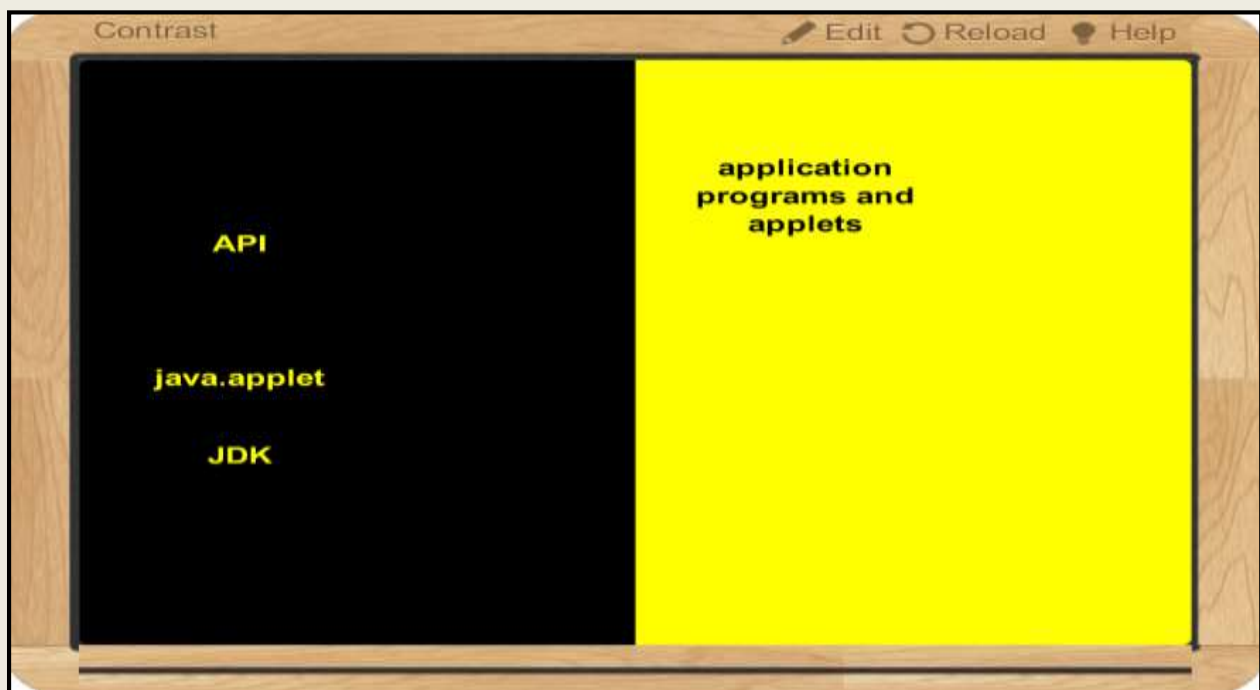 Contrast
Edit Reload Help
API
java.applet
JDK
application
programs and
applets